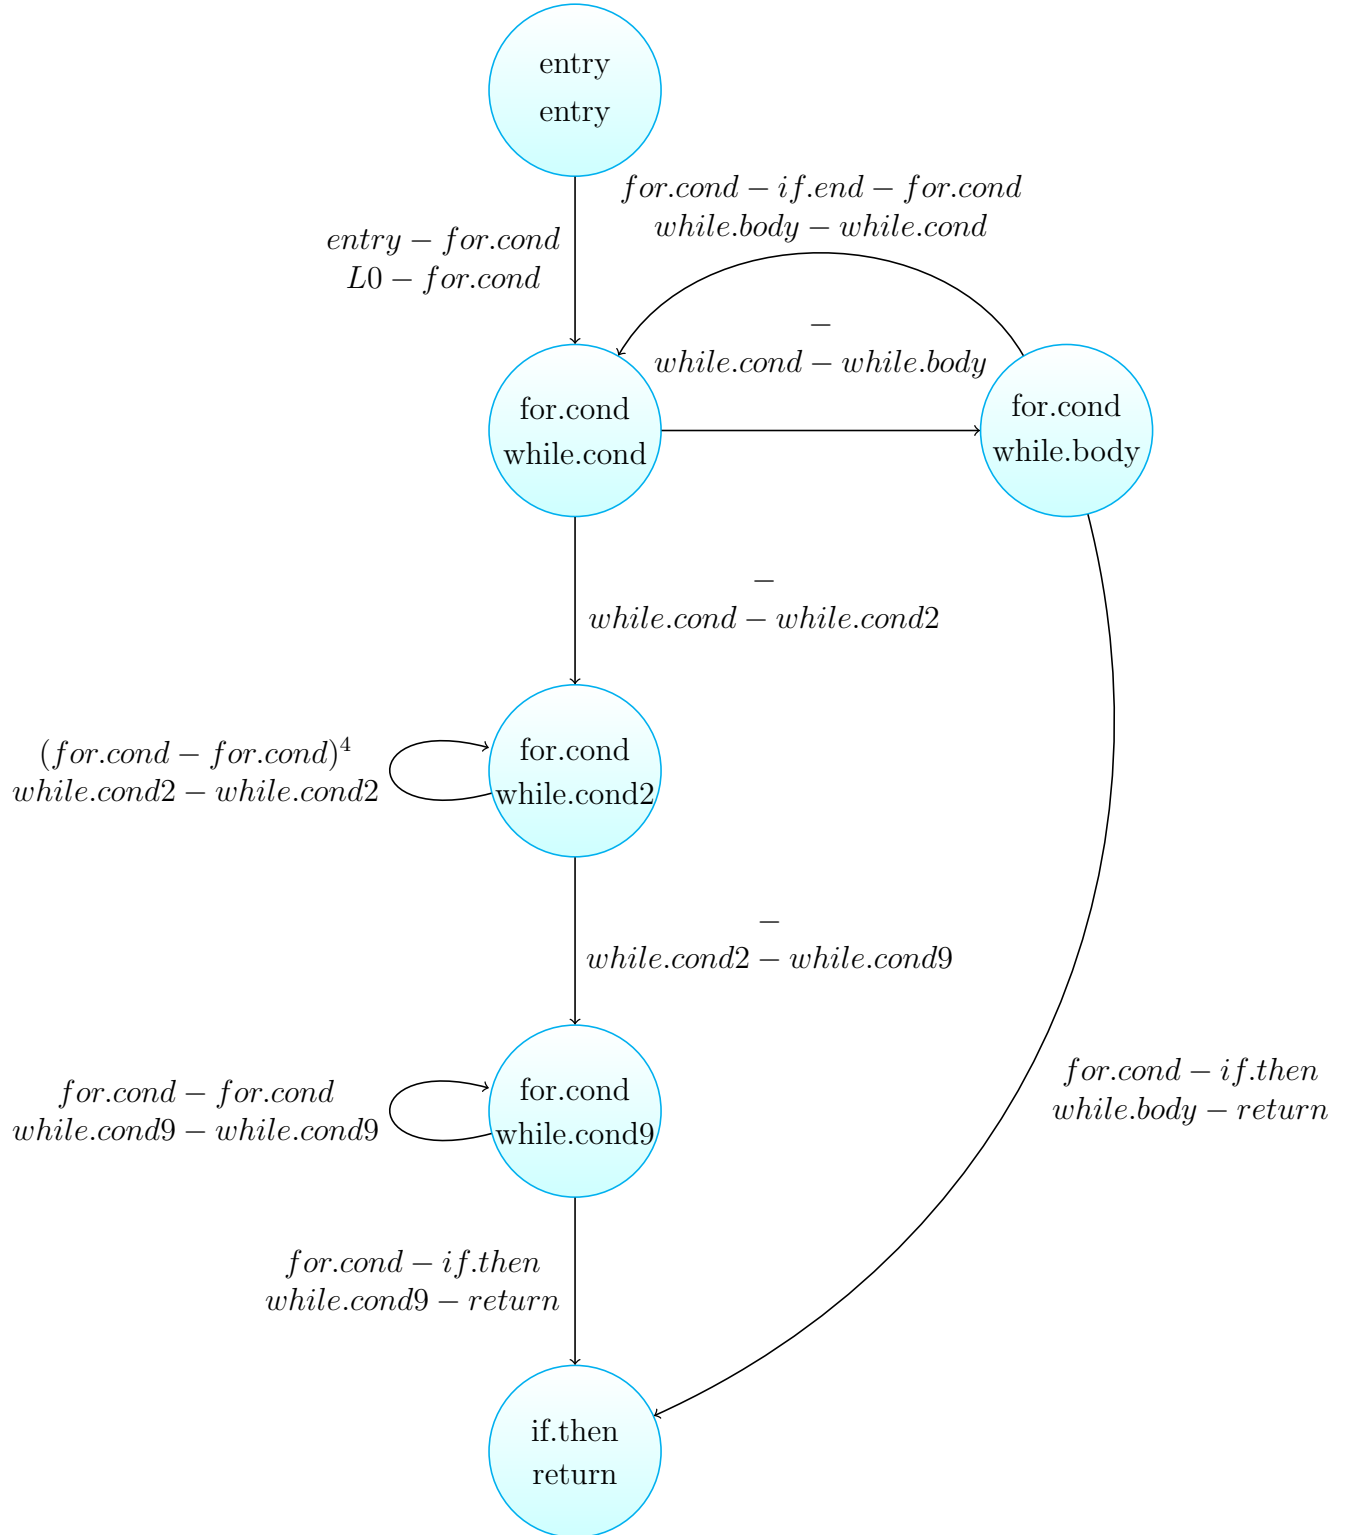 entry
entry
for.cond − if.end − for.cond
while.body − while.cond
entry − for.cond
L0 − for.cond
−
while.cond − while.body
for.cond
while.cond
for.cond
while.body
−
while.cond − while.cond2
(for.cond − for.cond)⁴
while.cond2 − while.cond2
for.cond
while.cond2
−
while.cond2 − while.cond9
for.cond − for.cond
while.cond9 − while.cond9
for.cond
while.cond9
for.cond − if.then
while.body − return
for.cond − if.then
while.cond9 − return
if.then
return